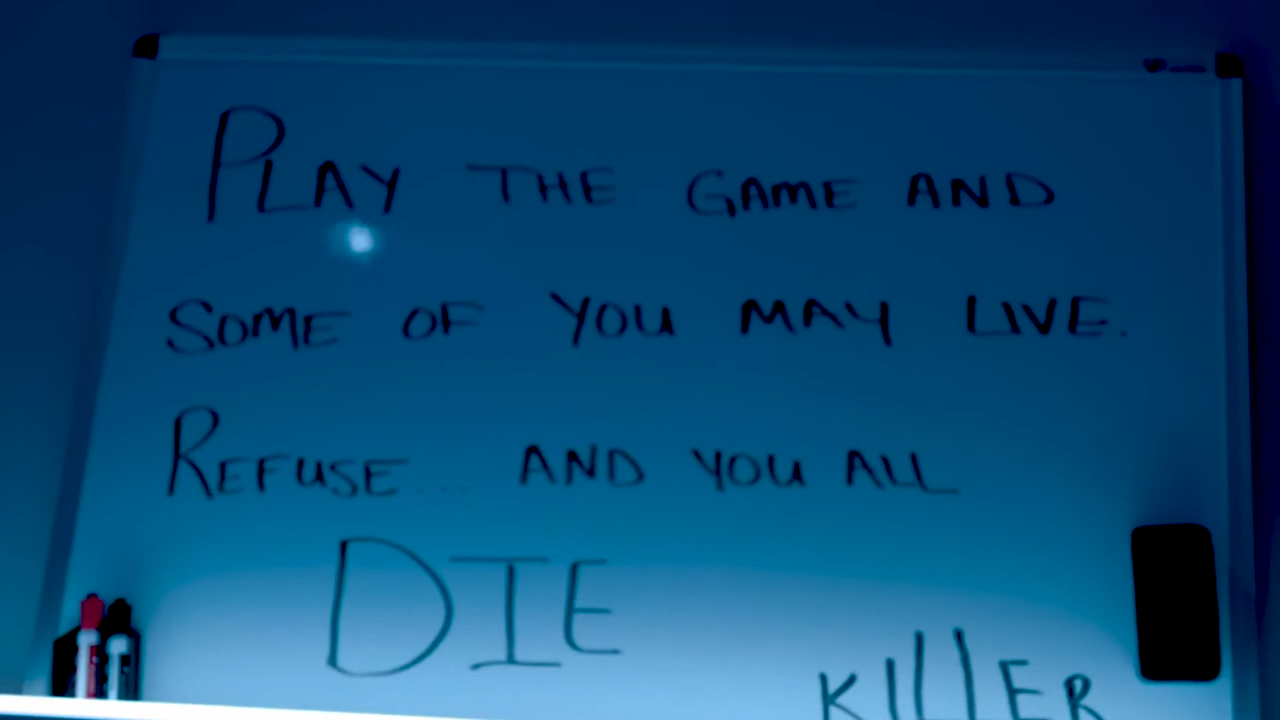 PLAY THE GAME AND
SOME OF YOU MAY LIVE.
REFUSE... AND YOU ALL
DIE
KILLER